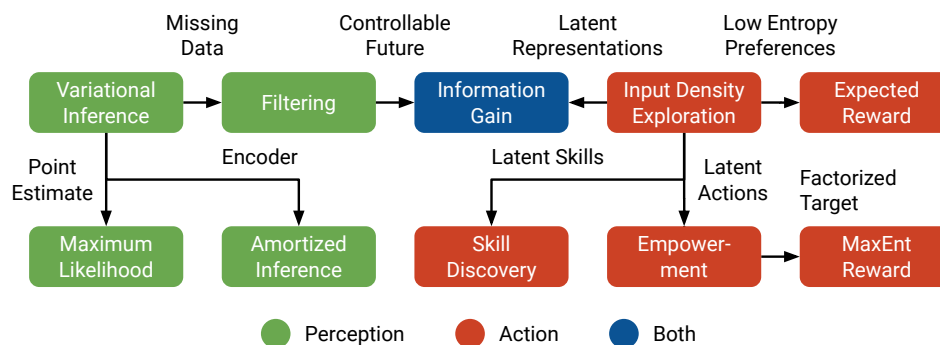 Missing
Data
Controllable
Future
Latent
Representations
Low Entropy
Preferences
Variational
Inference
Filtering
Information
Gain
Input Density
Exploration
Expected
Reward
Point
Estimate
Encoder
Latent Skills
Latent
Actions
Factorized
Target
Maximum
Likelihood
Amortized
Inference
Skill
Discovery
Empower-
ment
MaxEnt
Reward
Perception
Action
Both